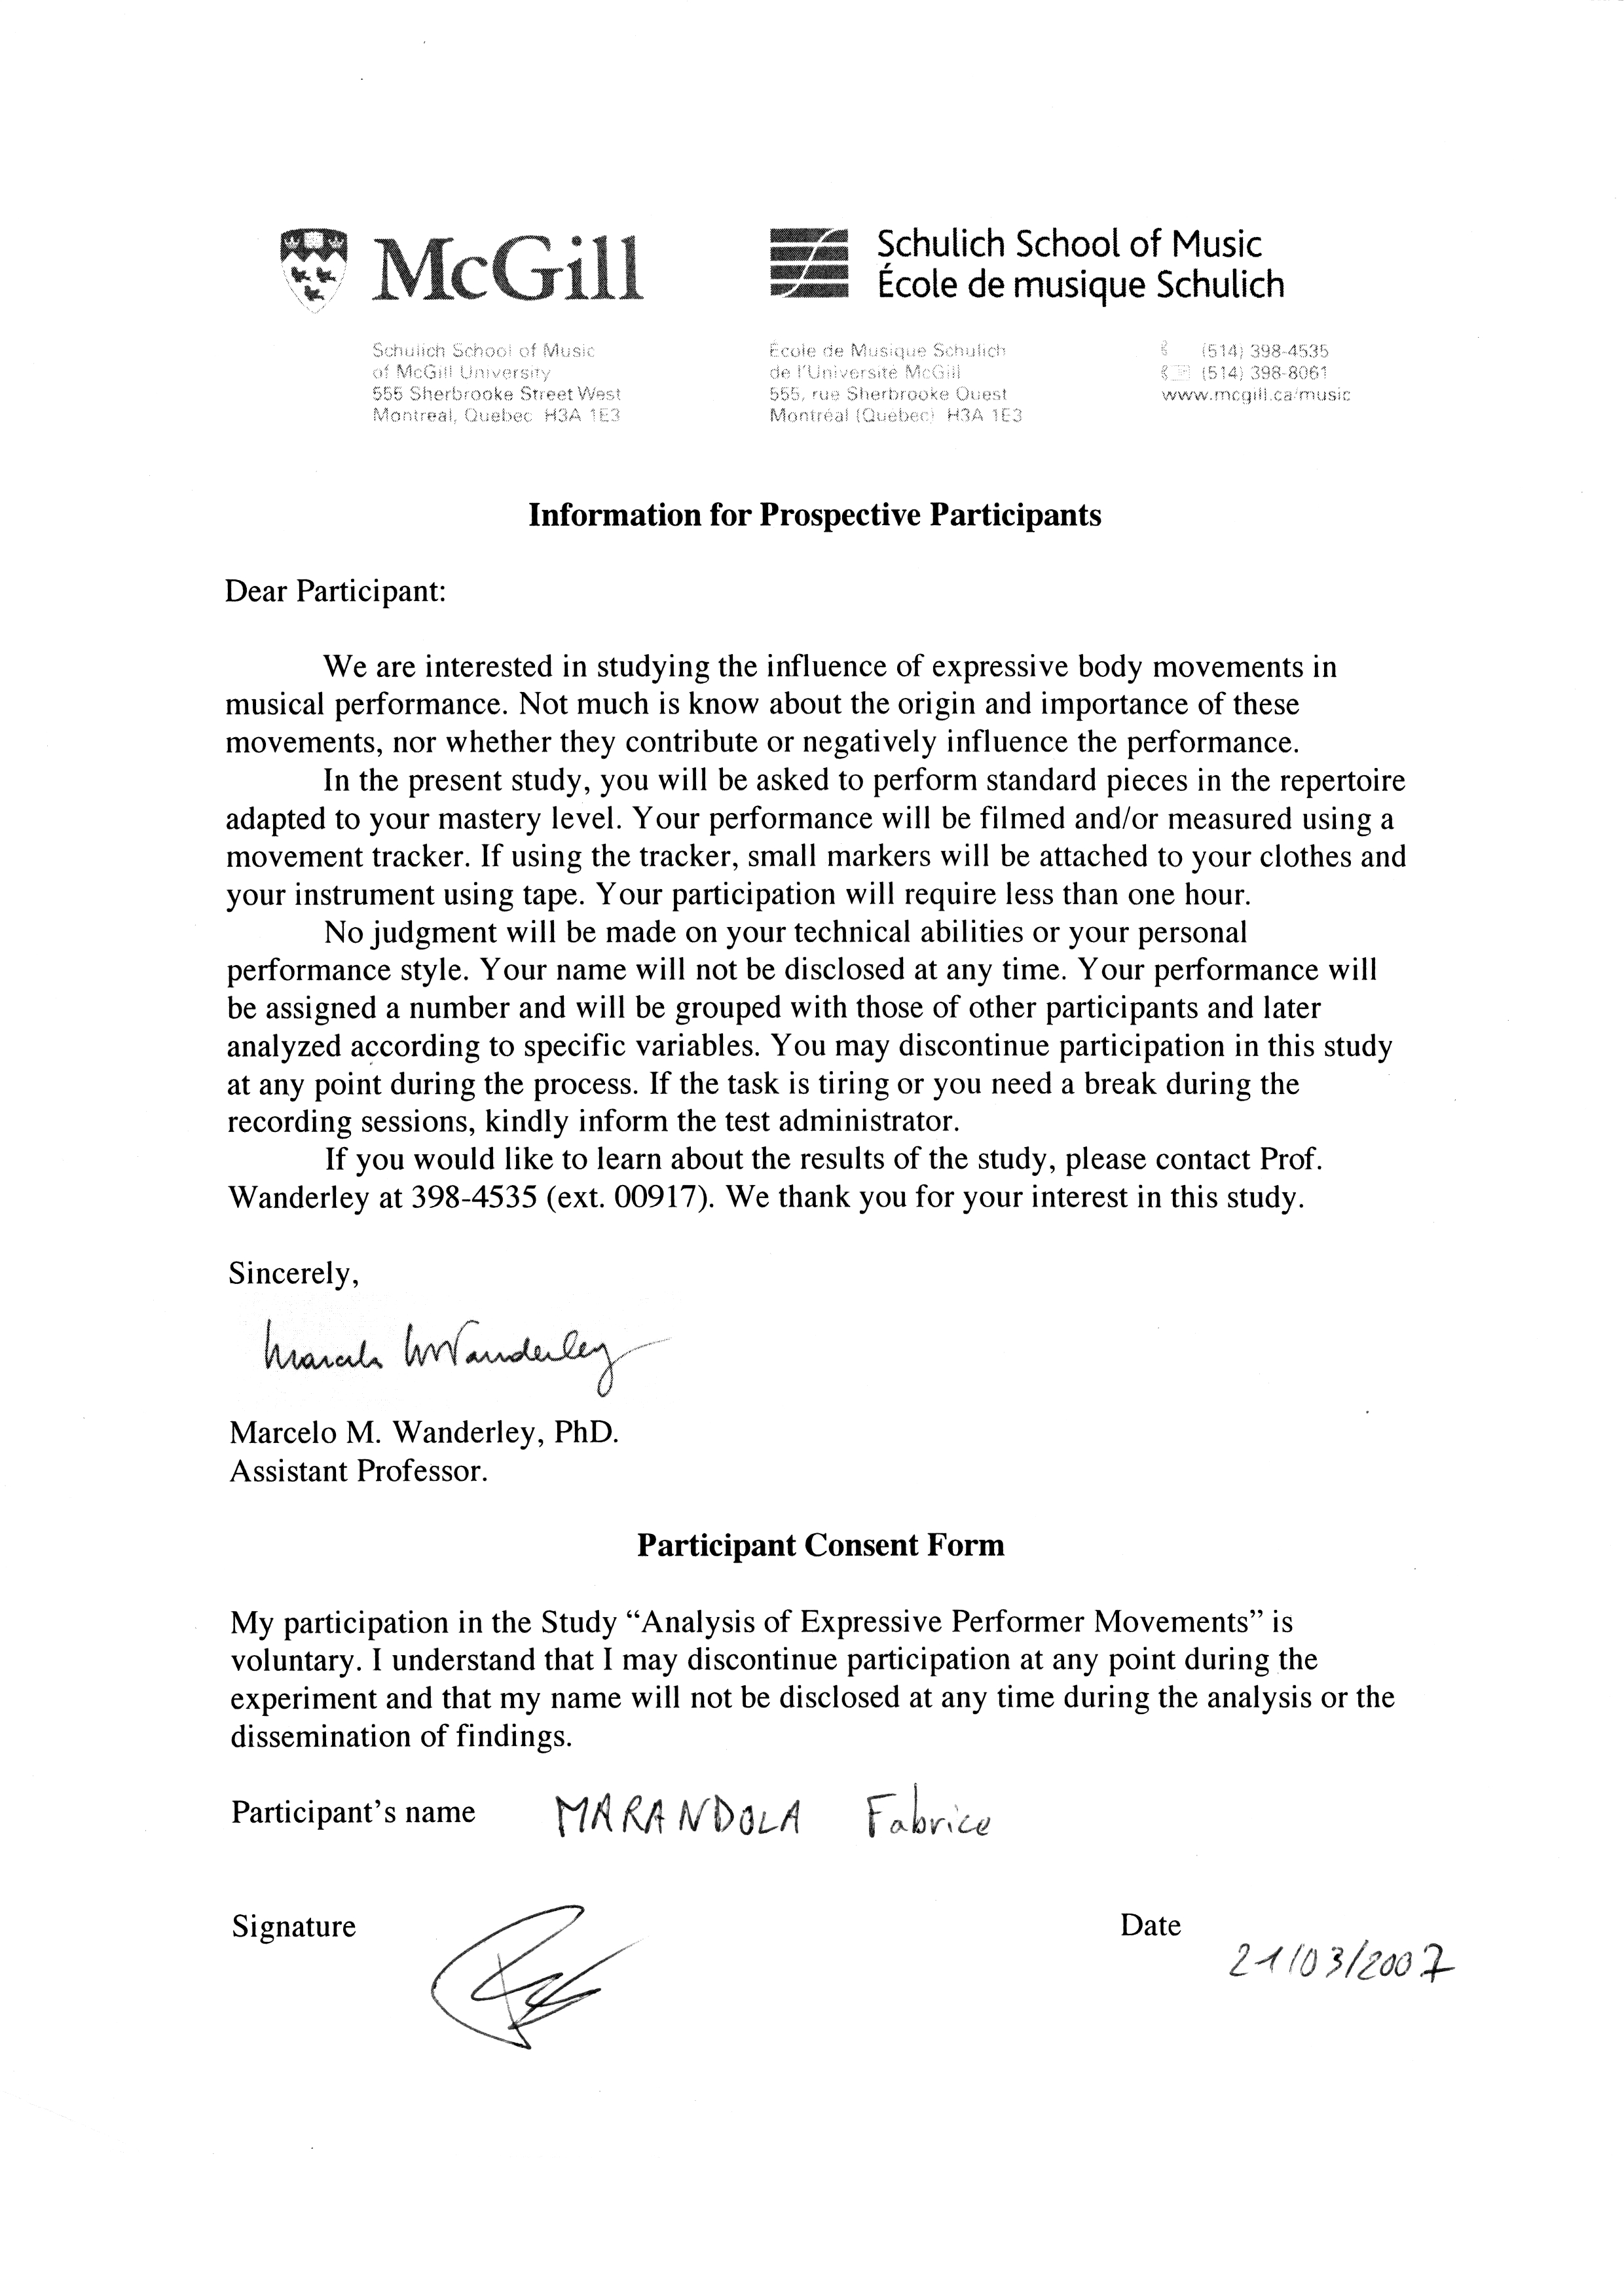 McGill
Schulich School of Music
École de musique Schulich
Schulich School of Music
of McGill University
555 Sherbrooke Street West
Montreal, Quebec H3A 1E3
École de Musique Schulich
de l'Université McGill
555, rue Sherbrooke Ouest
Montréal (Québec) H3A 1E3
(514) 398-4535
(514) 398-8061
www.mcgill.ca/music
Information for Prospective Participants
Dear Participant:
We are interested in studying the influence of expressive body movements in
musical performance. Not much is know about the origin and importance of these
movements, nor whether they contribute or negatively influence the performance.
In the present study, you will be asked to perform standard pieces in the repertoire
adapted to your mastery level. Your performance will be filmed and/or measured using a
movement tracker. If using the tracker, small markers will be attached to your clothes and
your instrument using tape. Your participation will require less than one hour.
No judgment will be made on your technical abilities or your personal
performance style. Your name will not be disclosed at any time. Your performance will
be assigned a number and will be grouped with those of other participants and later
analyzed according to specific variables. You may discontinue participation in this study
at any point during the process. If the task is tiring or you need a break during the
recording sessions, kindly inform the test administrator.
If you would like to learn about the results of the study, please contact Prof.
Wanderley at 398-4535 (ext. 00917). We thank you for your interest in this study.
Sincerely,
Marcelo M Wanderley
Marcelo M. Wanderley, PhD.
Assistant Professor.
Participant Consent Form
My participation in the Study “Analysis of Expressive Performer Movements” is
voluntary. I understand that I may discontinue participation at any point during the
experiment and that my name will not be disclosed at any time during the analysis or the
dissemination of findings.
Participant’s name MARANDOLA Fabrice
Signature
Date 21/03/2007